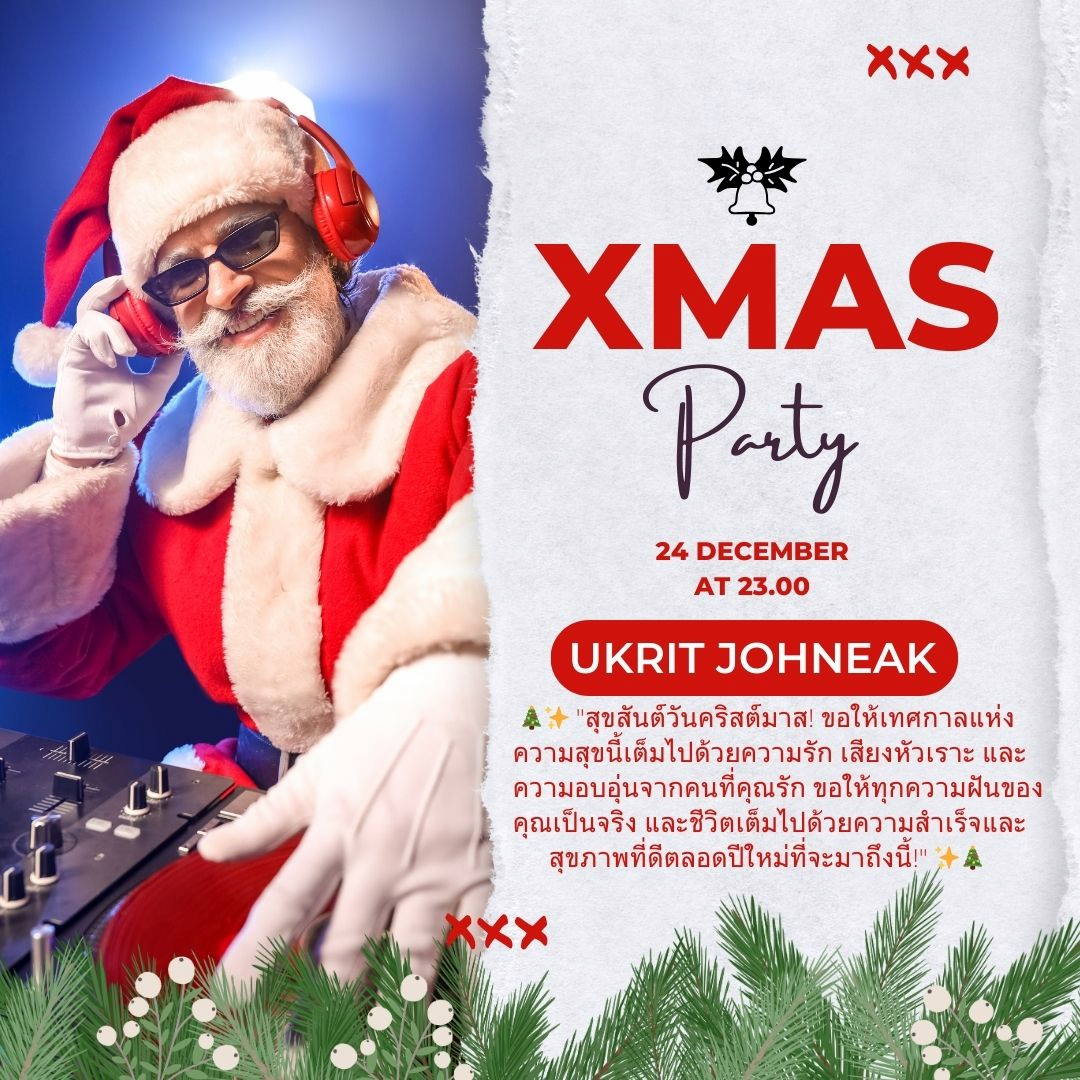 XXX
XMAS
Party
24 DECEMBER
AT 23.00
UKRIT JOHNEAK
🎄✨ "สุขสันต์วันคริสต์มาส! ขอให้เทศกาลแห่ง
ความสุขนี้เต็มไปด้วยความรัก เสียงหัวเราะ และ
ความอบอุ่นจากคนที่คุณรัก ขอให้ทุกความฝันของ
คุณเป็นจริง และชีวิตเต็มไปด้วยความสำเร็จและ
สุขภาพที่ดีตลอดปีใหม่ที่จะมาถึงนี้!" ✨🎄
XXX